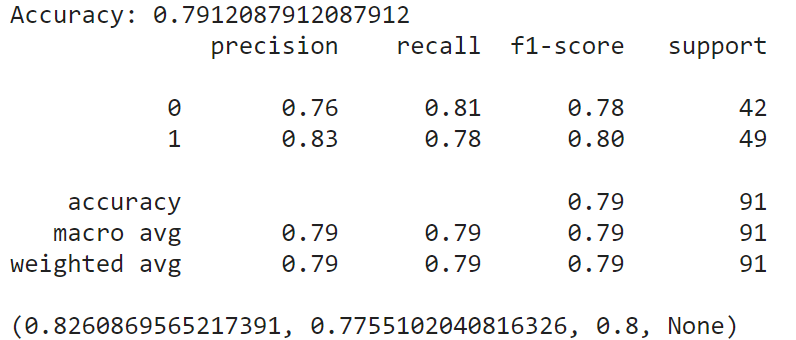 Accuracy: 0.7912087912087912
precision recall f1-score support
0 0.76 0.81 0.78 42
1 0.83 0.78 0.80 49
accuracy 0.79 91
macro avg 0.79 0.79 0.79 91
weighted avg 0.79 0.79 0.79 91
(0.8260869565217391, 0.7755102040816326, 0.8, None)